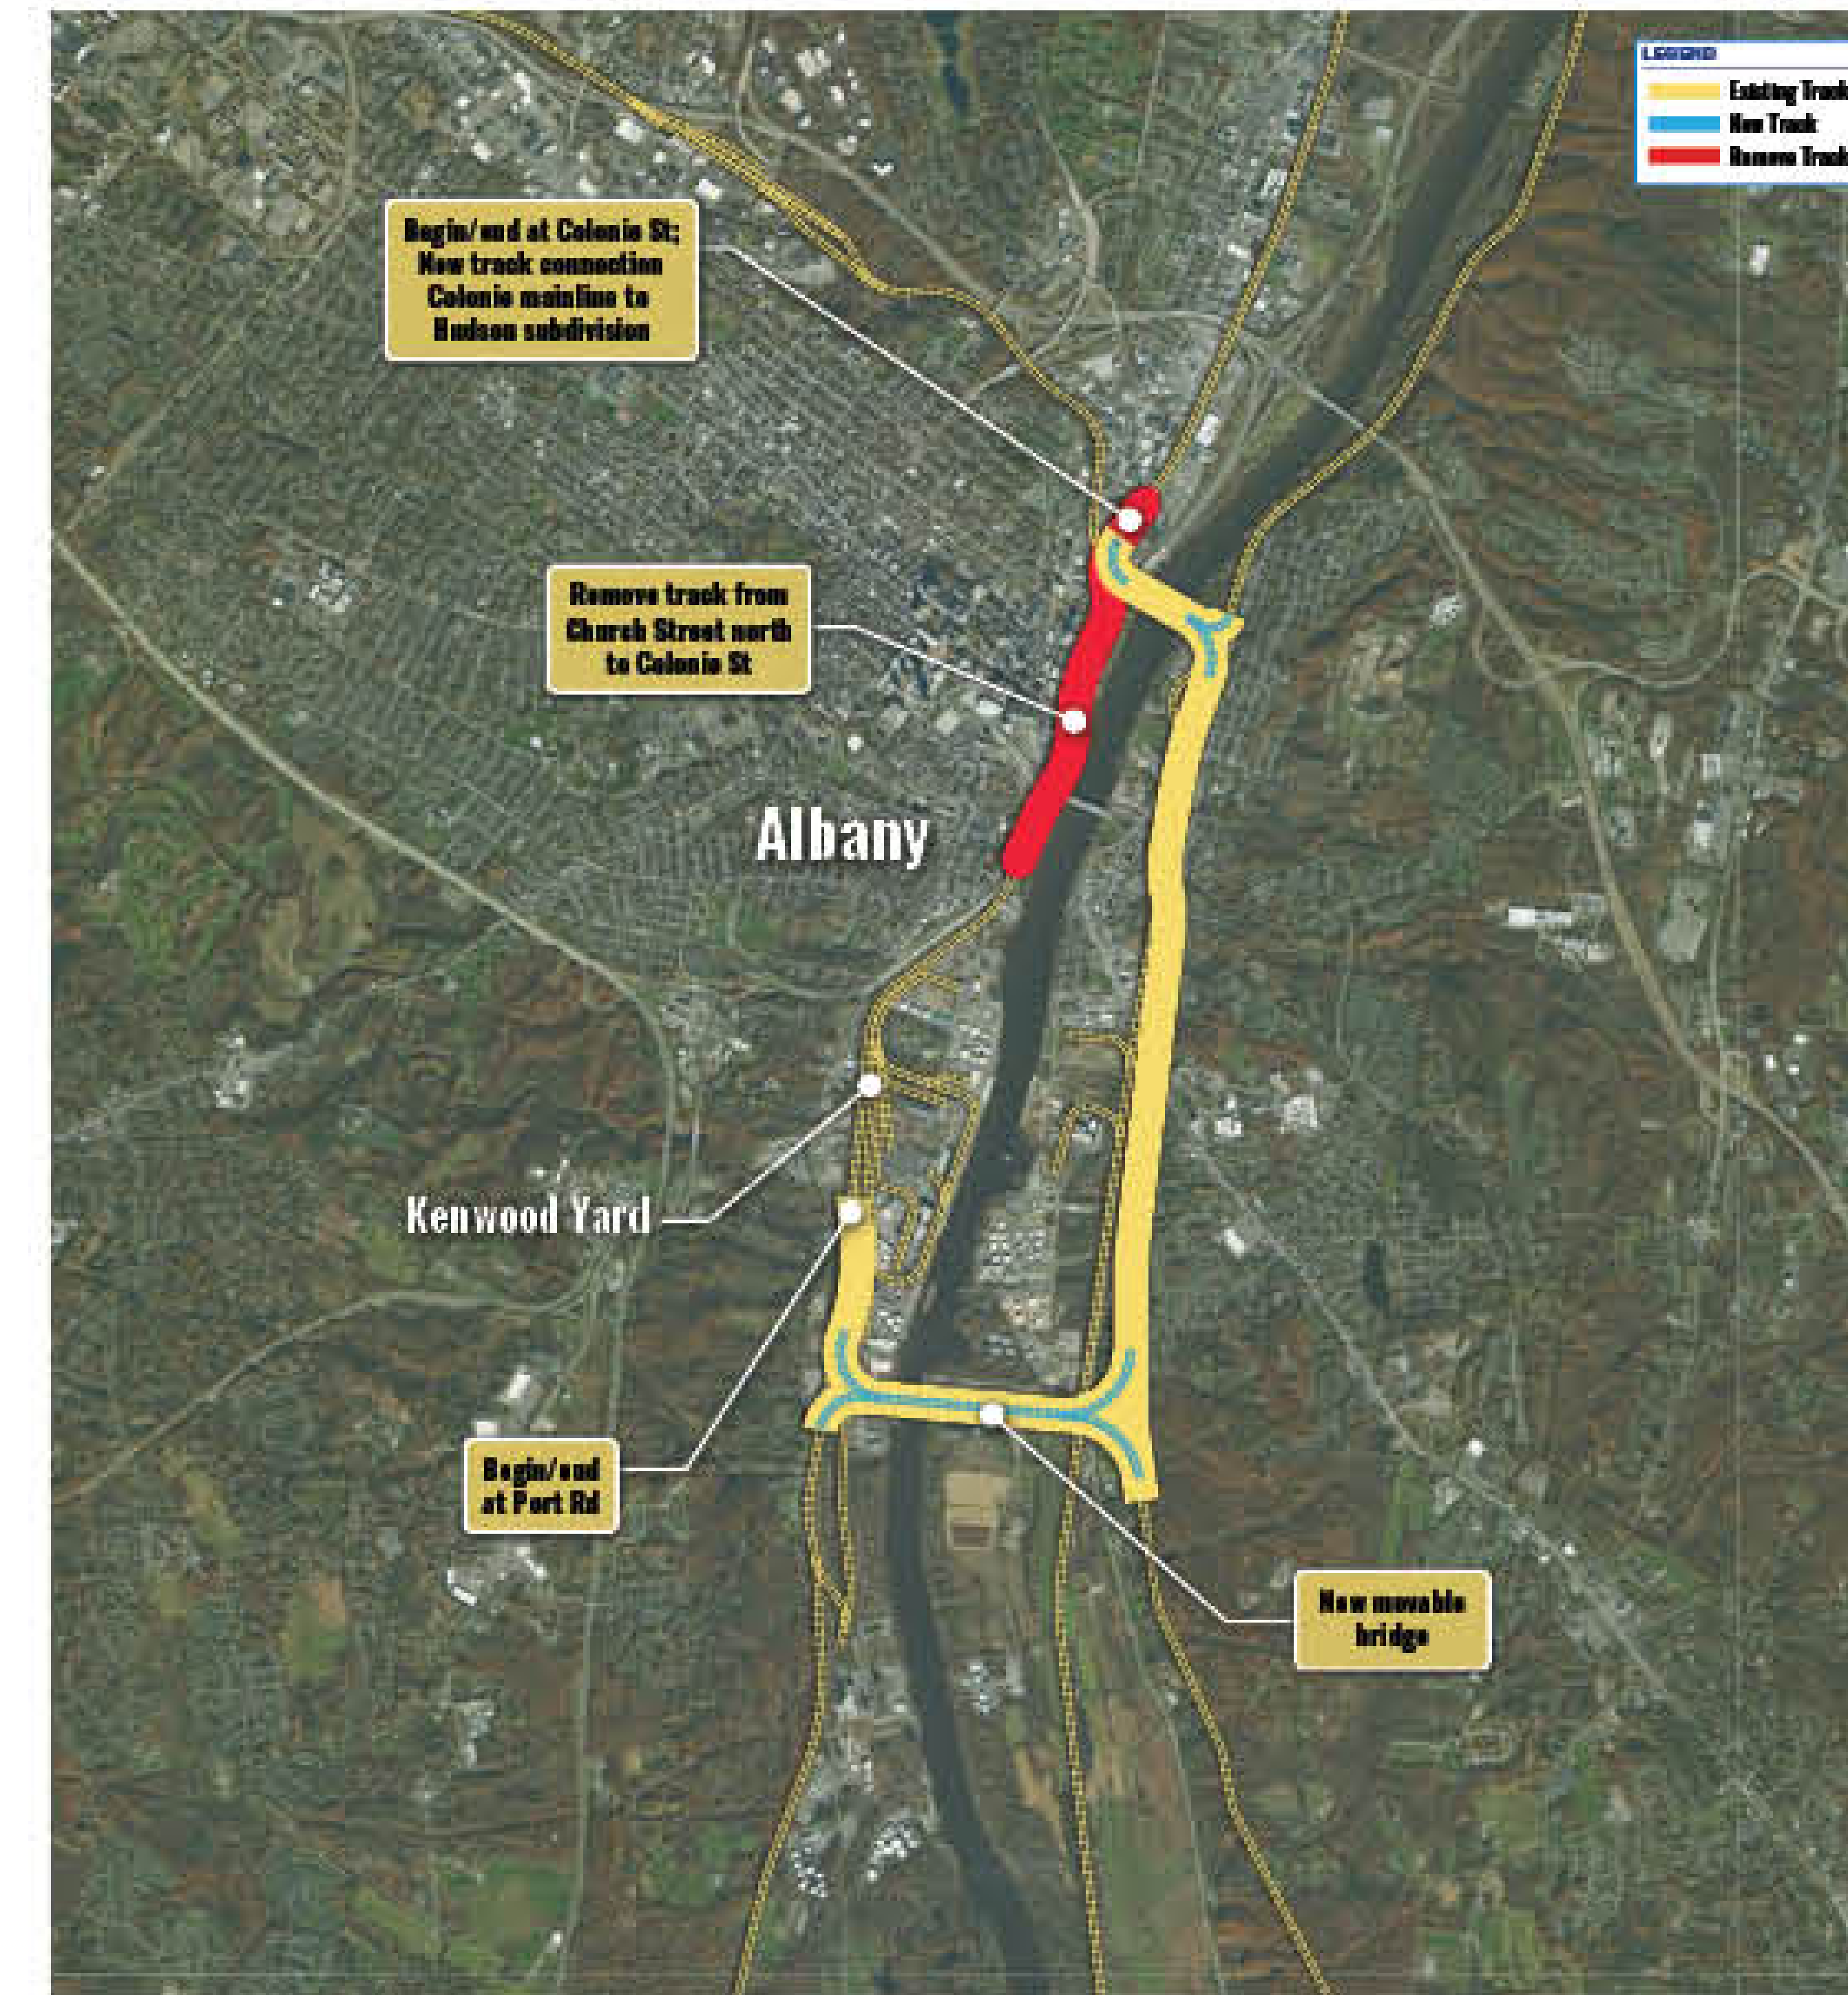 LEGEND
Existing Track
New Track
Remove Track
Begin/end at Colonie St;
New track connection
Colonie mainline to
Hudson subdivision
Remove track from
Church Street north
to Colonie St
Albany
Kenwood Yard
Begin/end
at Port Rd
New movable
bridge